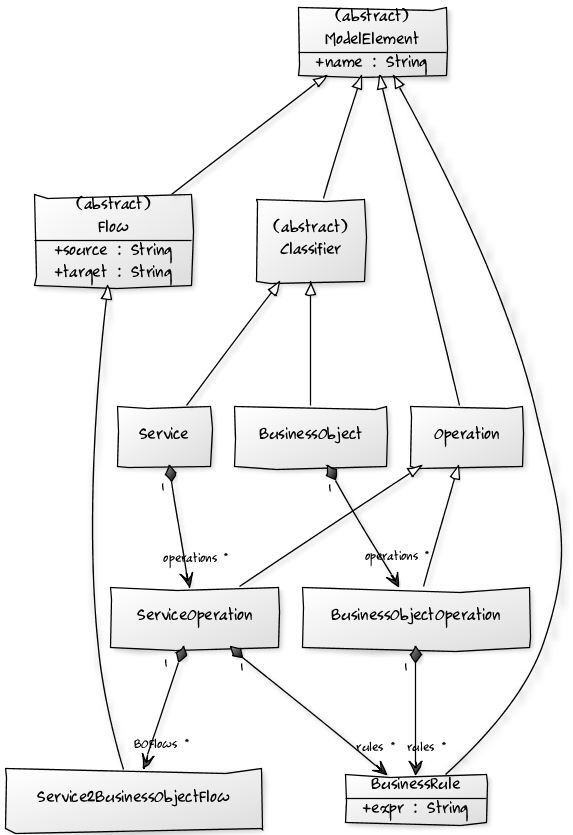 (abstract)
ModelElement
+name : String
(abstract)
Flow
+source : String
+target : String
(abstract)
Classifier
Service
BusinessObject
Operation
1
1
operations *
operations *
ServiceOperation
BusinessObjectOperation
1
1
1
BOFlows *
rules *
rules *
Service2BusinessObjectFlow
BusinessRule
+expr : String